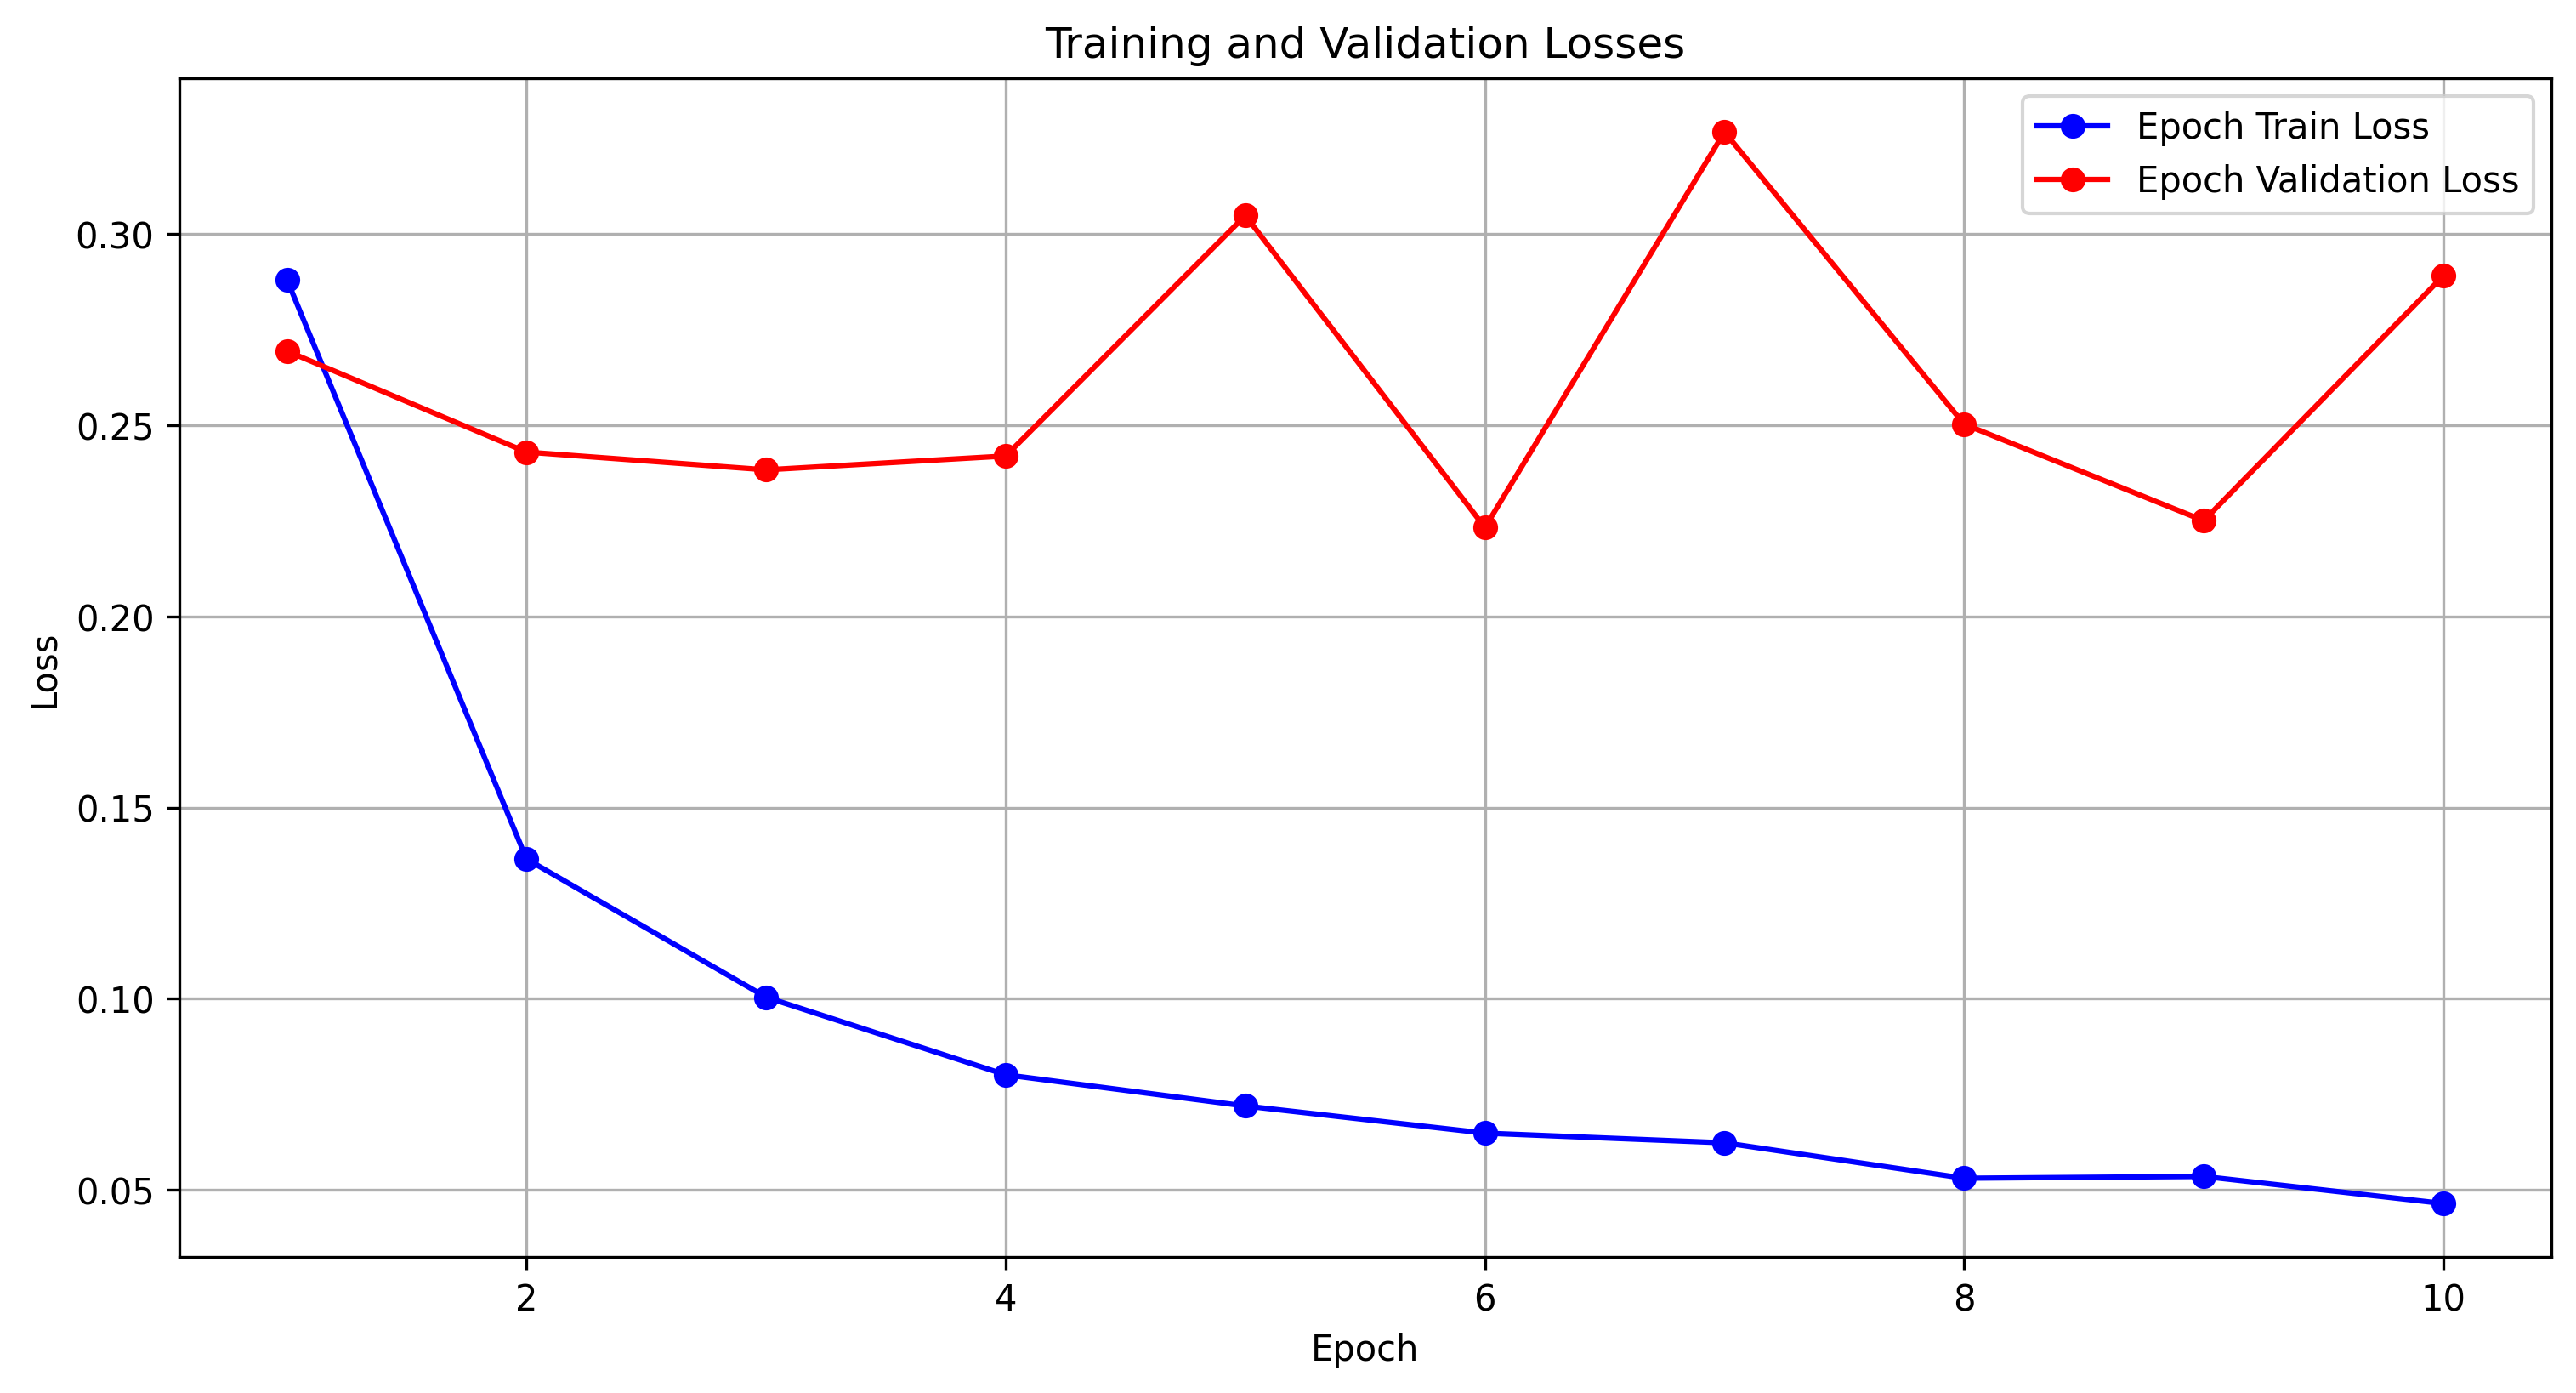 Training and Validation Losses
Epoch Train Loss
Epoch Validation Loss
0.30
0.25
0.20
0.15
0.10
0.05
Loss
2 4 6 8 10
Epoch